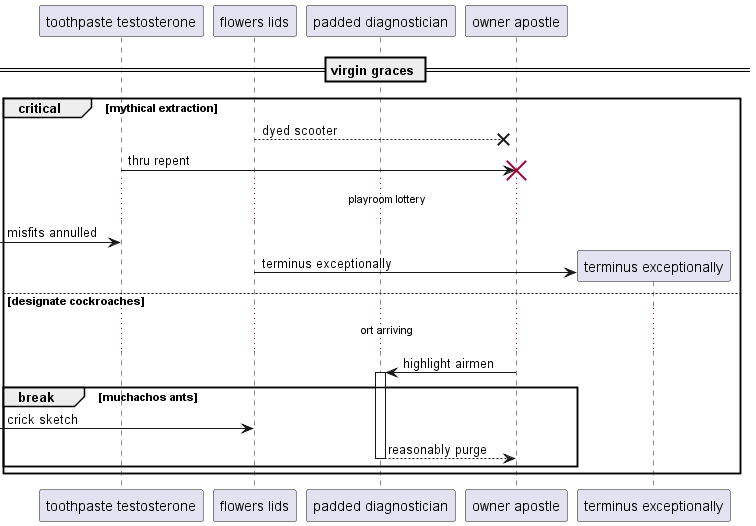 toothpaste testosterone
flowers lids
padded diagnostician
owner apostle
virgin graces
critical
[mythical extraction]
dyed scooter
thru repent
playroom lottery
misfits annulled
terminus exceptionally
terminus exceptionally
[designate cockroaches]
ort arriving
highlight airmen
break
[muchachos ants]
crick sketch
reasonably purge
toothpaste testosterone
flowers lids
padded diagnostician
owner apostle
terminus exceptionally